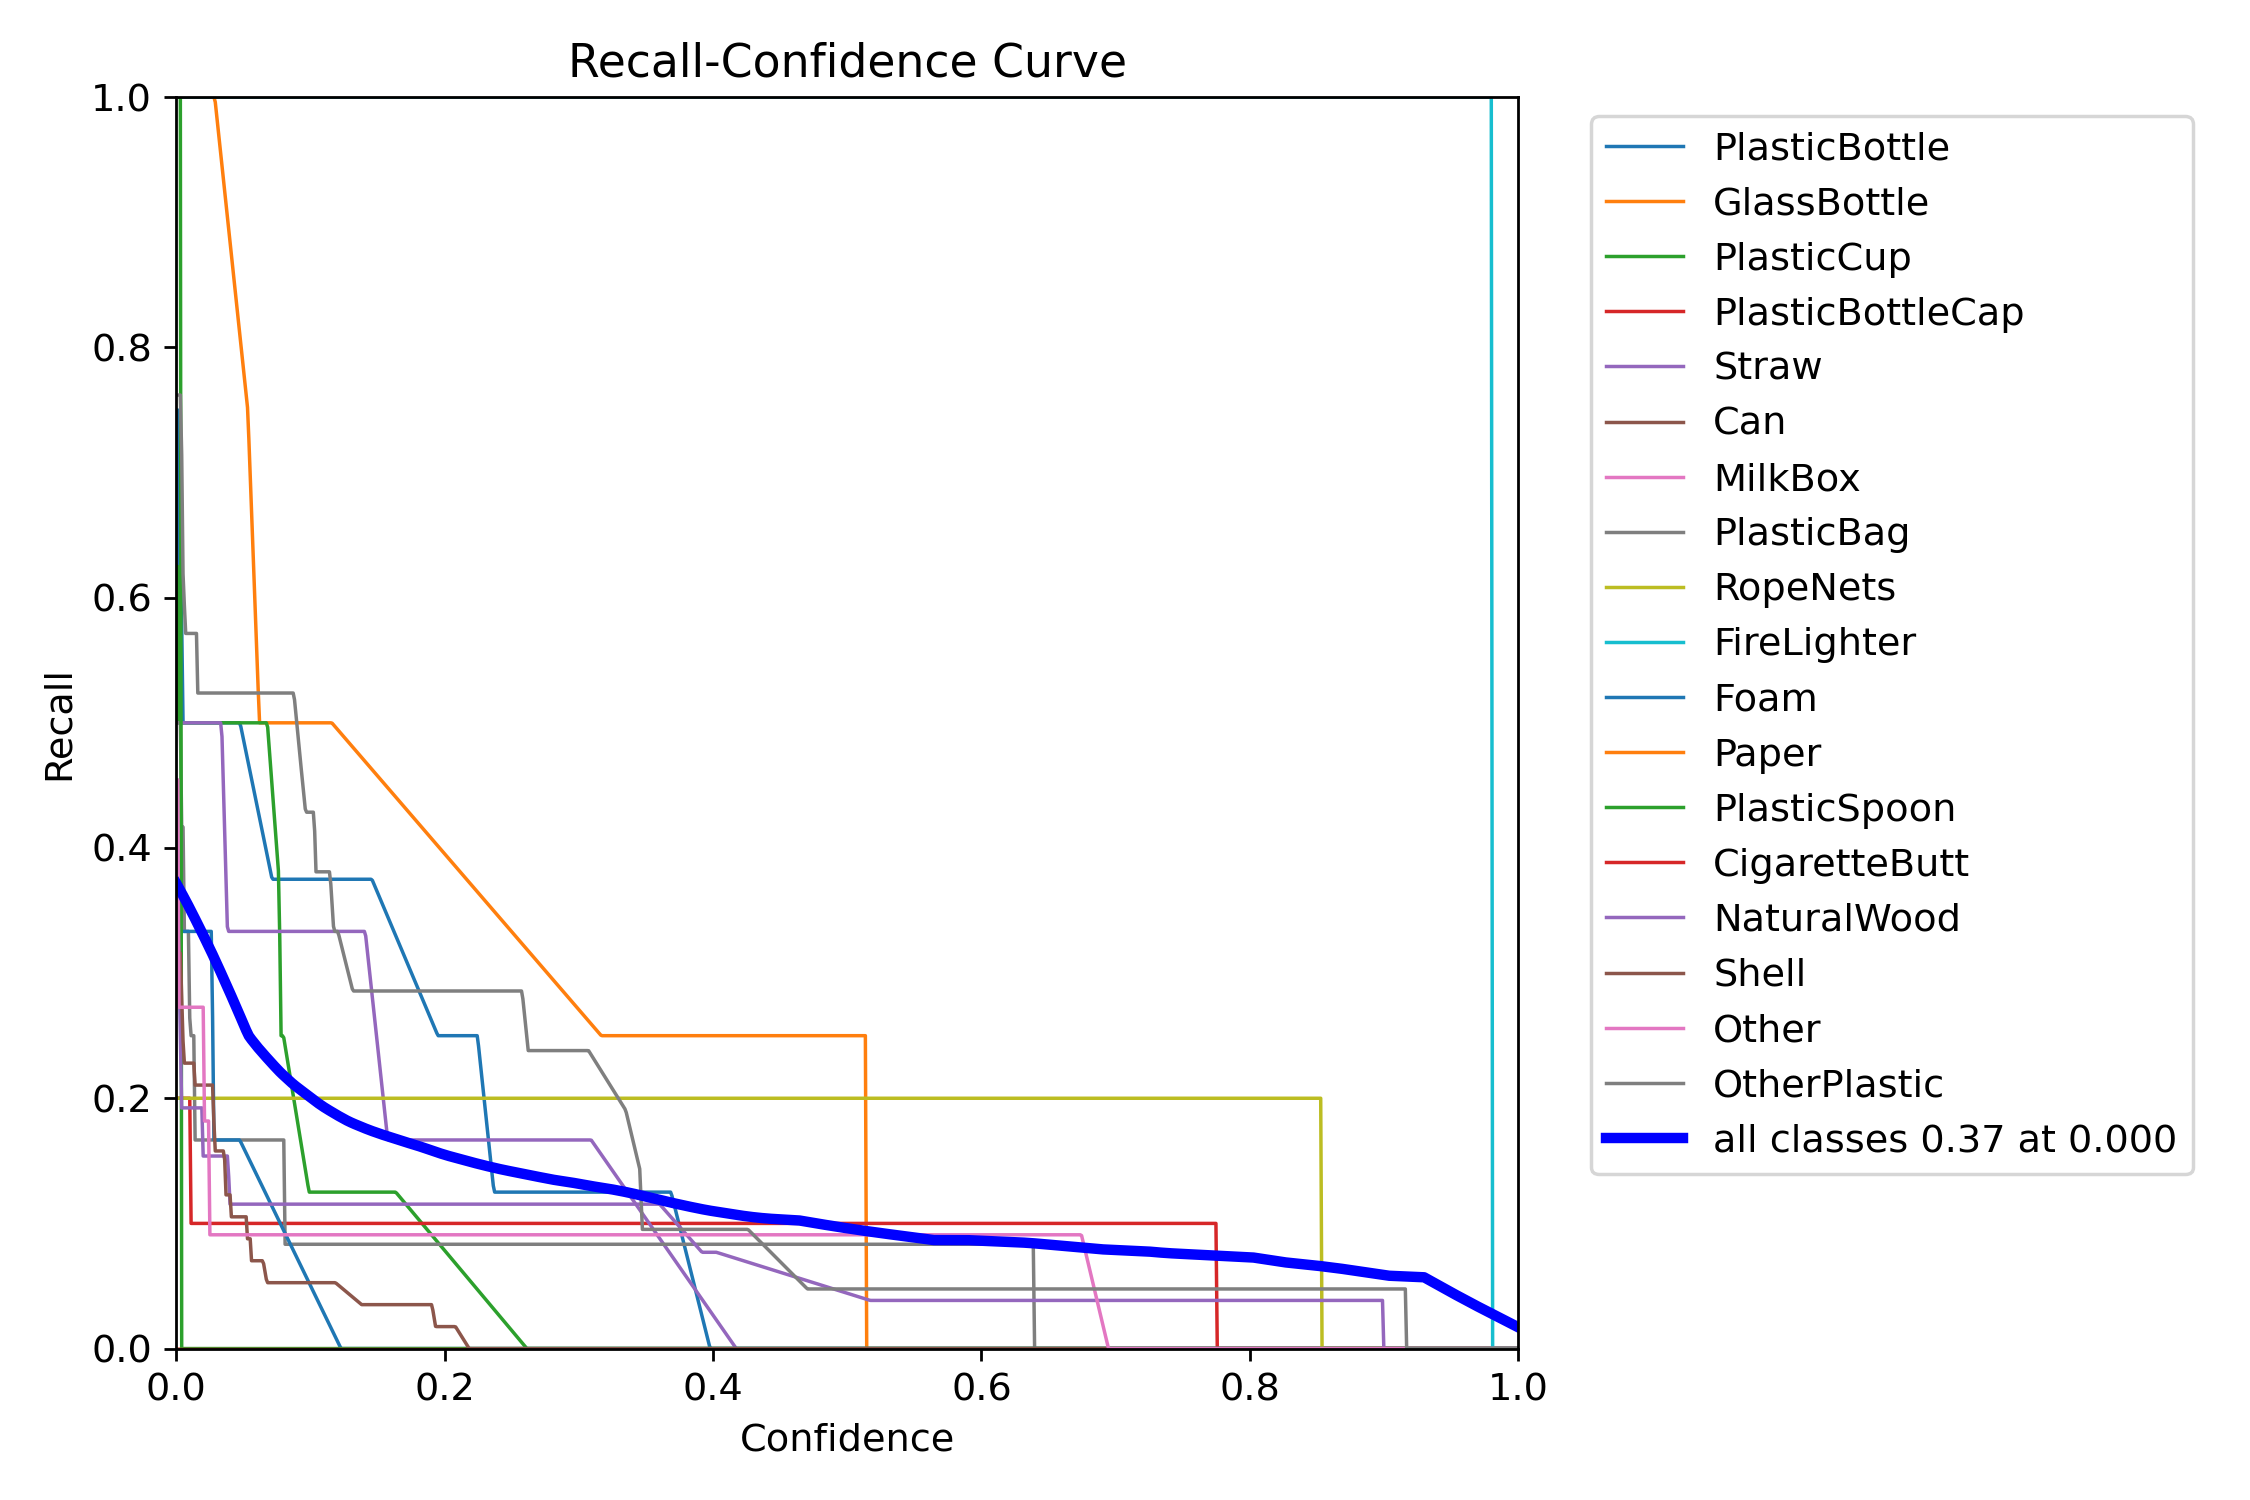 Recall-Confidence Curve
1.0
0.8
0.6
0.4
0.2
0.0
Recall
0.0 0.2 0.4 0.6 0.8 1.0
Confidence
PlasticBottle
GlassBottle
PlasticCup
PlasticBottleCap
Straw
Can
MilkBox
PlasticBag
RopeNets
FireLighter
Foam
Paper
PlasticSpoon
CigaretteButt
NaturalWood
Shell
Other
OtherPlastic
all classes 0.37 at 0.000